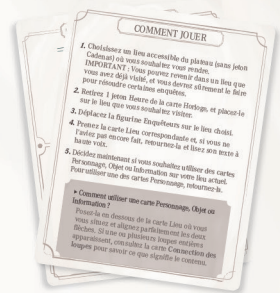 COMMENT JOUER
1. Choisissez un lieu accessible du plateau (sans jeton
Cadenas) où vous souhaitez vous rendre.
IMPORTANT : Vous pouvez revenir dans un lieu que
vous avez déjà visité, et vous devrez sûrement le faire
pour résoudre certaines enquêtes.
2. Retirez 1 jeton Heure de la carte Horloge, et placez-le
sur le lieu que vous souhaitez visiter.
3. Déplacez la figurine Enquêteurs sur le lieu choisi.
4. Prenez la carte Lieu correspondante et, si vous ne
l'aviez pas encore fait, retournez-la et lisez son texte à
haute voix.
5. Décidez maintenant si vous souhaitez utiliser des cartes
Personnage, Objet ou Information sur votre lieu actuel.
Pour utiliser une des cartes Personnage, retournez-la.
▸ Comment utiliser une carte Personnage, Objet ou
Information ?
Posez-la en dessous de la carte Lieu où vous
vous situez et alignez parfaitement les deux
flèches. Si une ou plusieurs loupes entières
apparaissent, consultez la carte Connection des
loupes pour savoir ce que signifie le contenu.